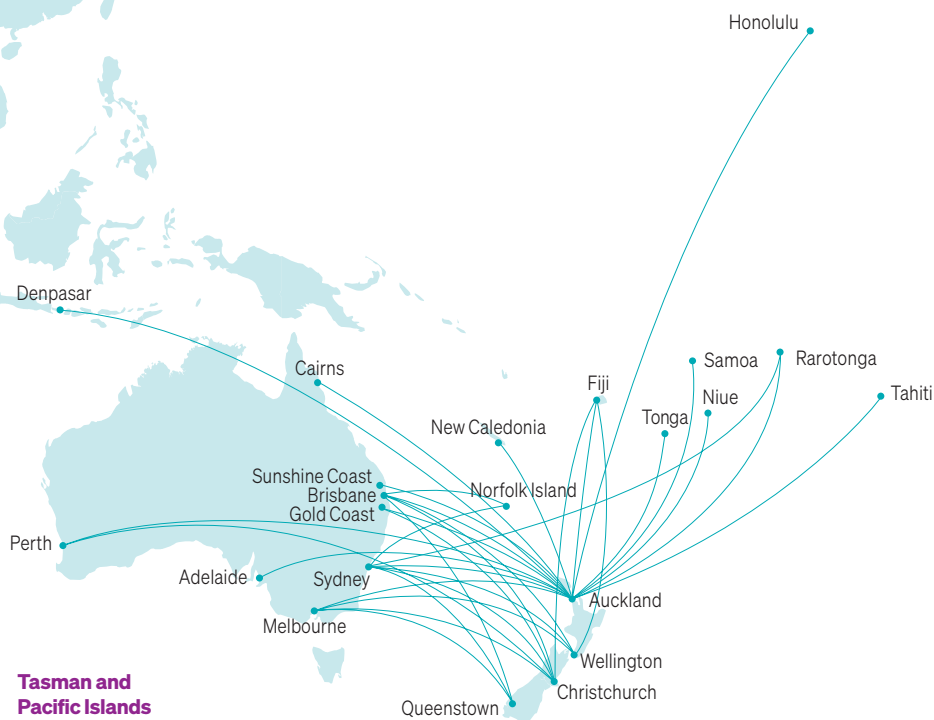 Honolulu
Denpasar
Cairns
Samoa
Rarotonga
Fiji
Niue
Tahiti
Tonga
New Caledonia
Sunshine Coast
Brisbane
Norfolk Island
Gold Coast
Perth
Adelaide
Sydney
Auckland
Melbourne
Wellington
Tasman and
Pacific Islands
Christchurch
Queenstown